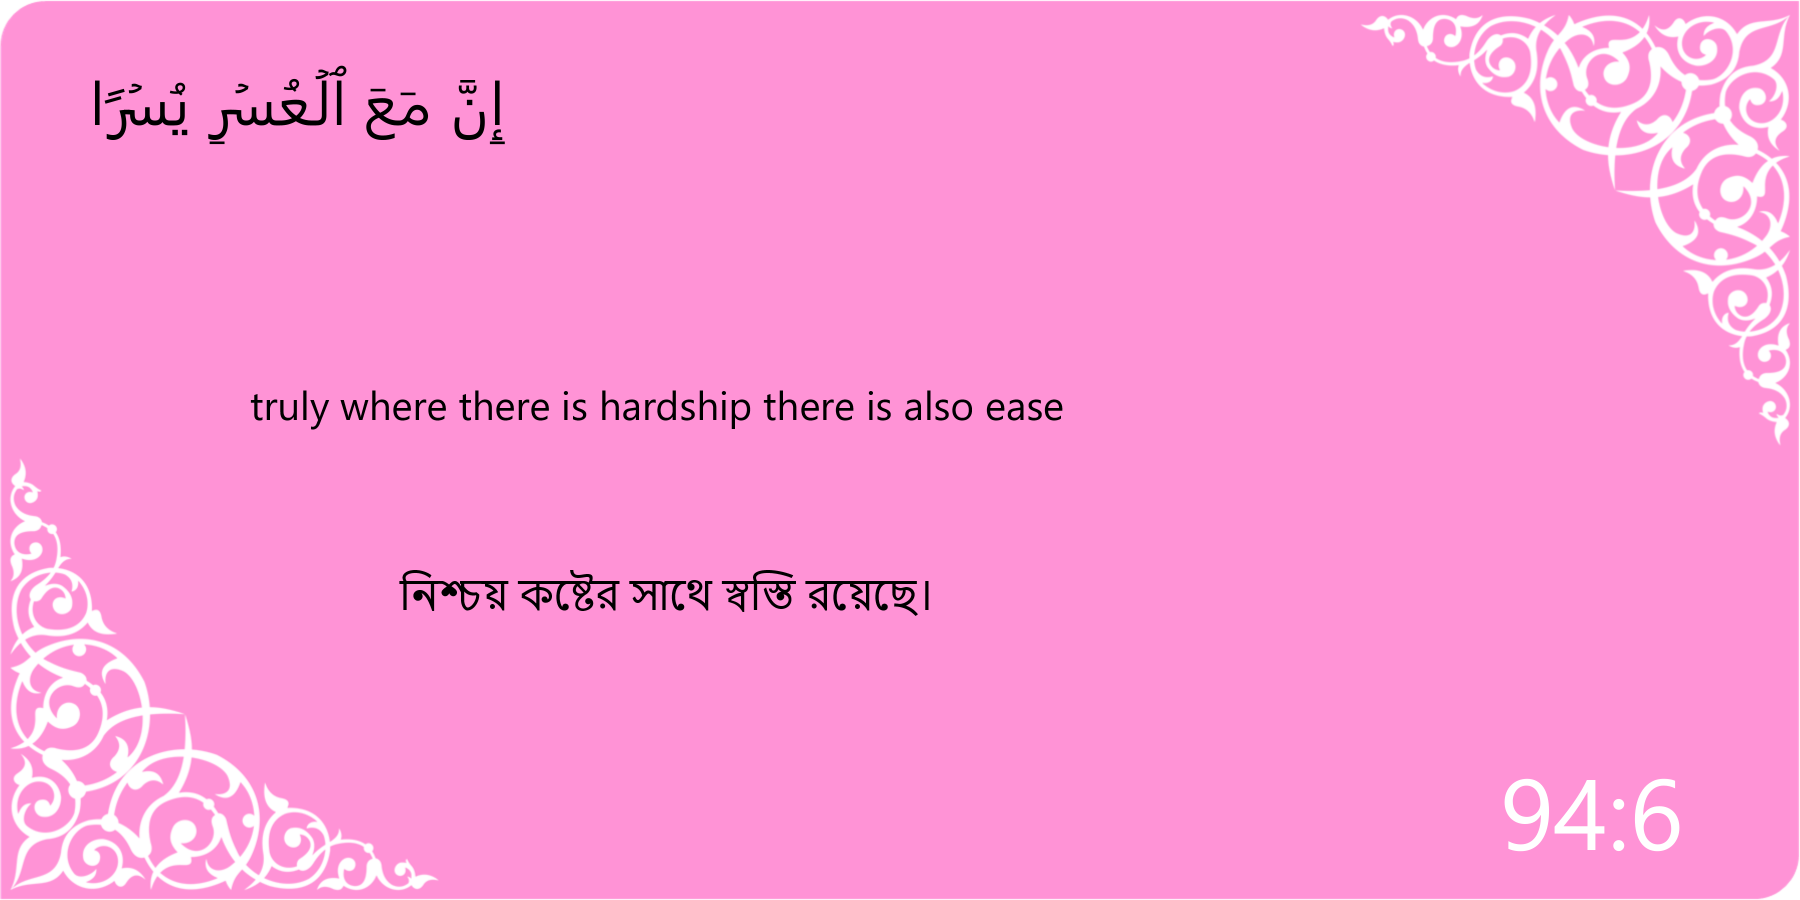 إِنَّ مَعَ ٱلۡعُسۡرِ يُسۡرٗا
truly where there is hardship there is also ease
নিশ্চয় কষ্টের সাথে স্বস্তি রয়েছে।
94:6